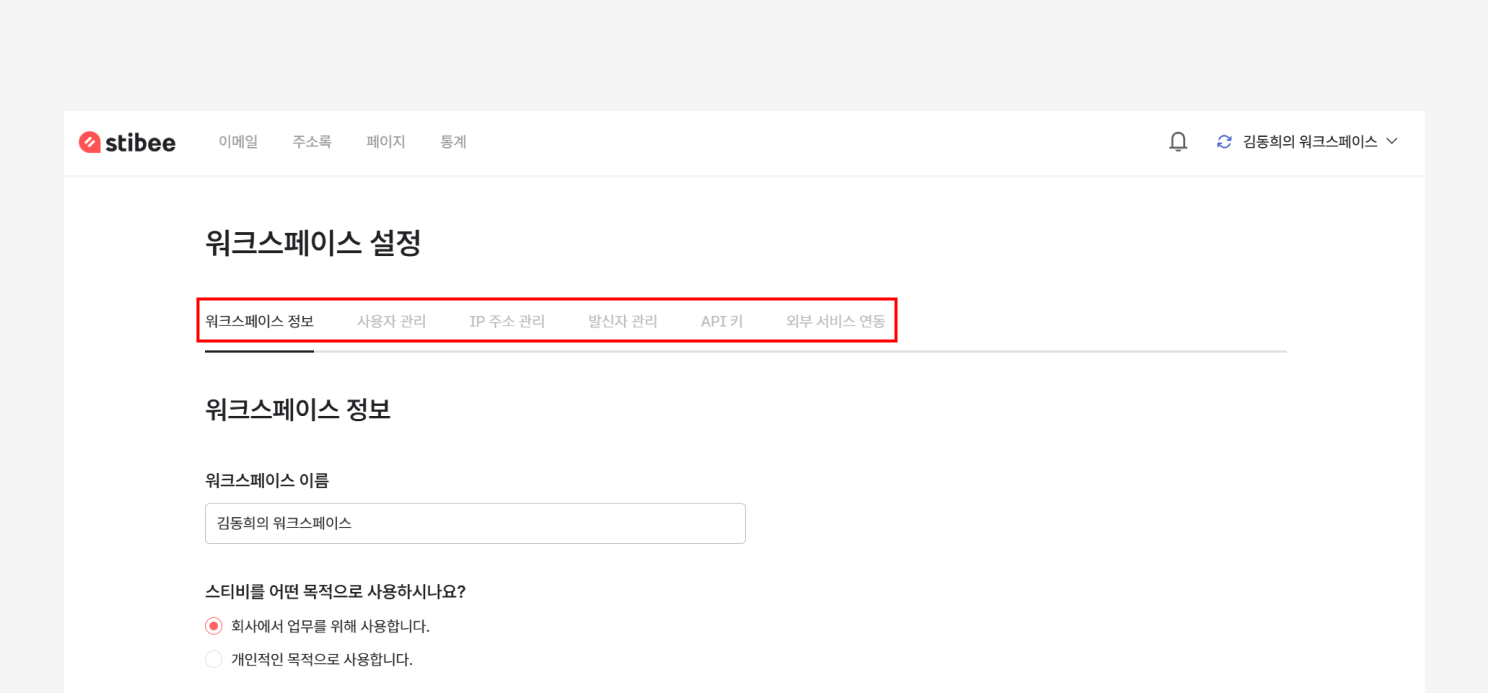 stibee 이메일 주소록 페이지 통계 김동희의 워크스페이스
워크스페이스 설정
워크스페이스 정보 사용자 관리 IP 주소 관리 발신자 관리 API 키 외부 서비스 연동
워크스페이스 정보
워크스페이스 이름
김동희의 워크스페이스
스티비를 어떤 목적으로 사용하시나요?
회사에서 업무를 위해 사용합니다.
개인적인 목적으로 사용합니다.